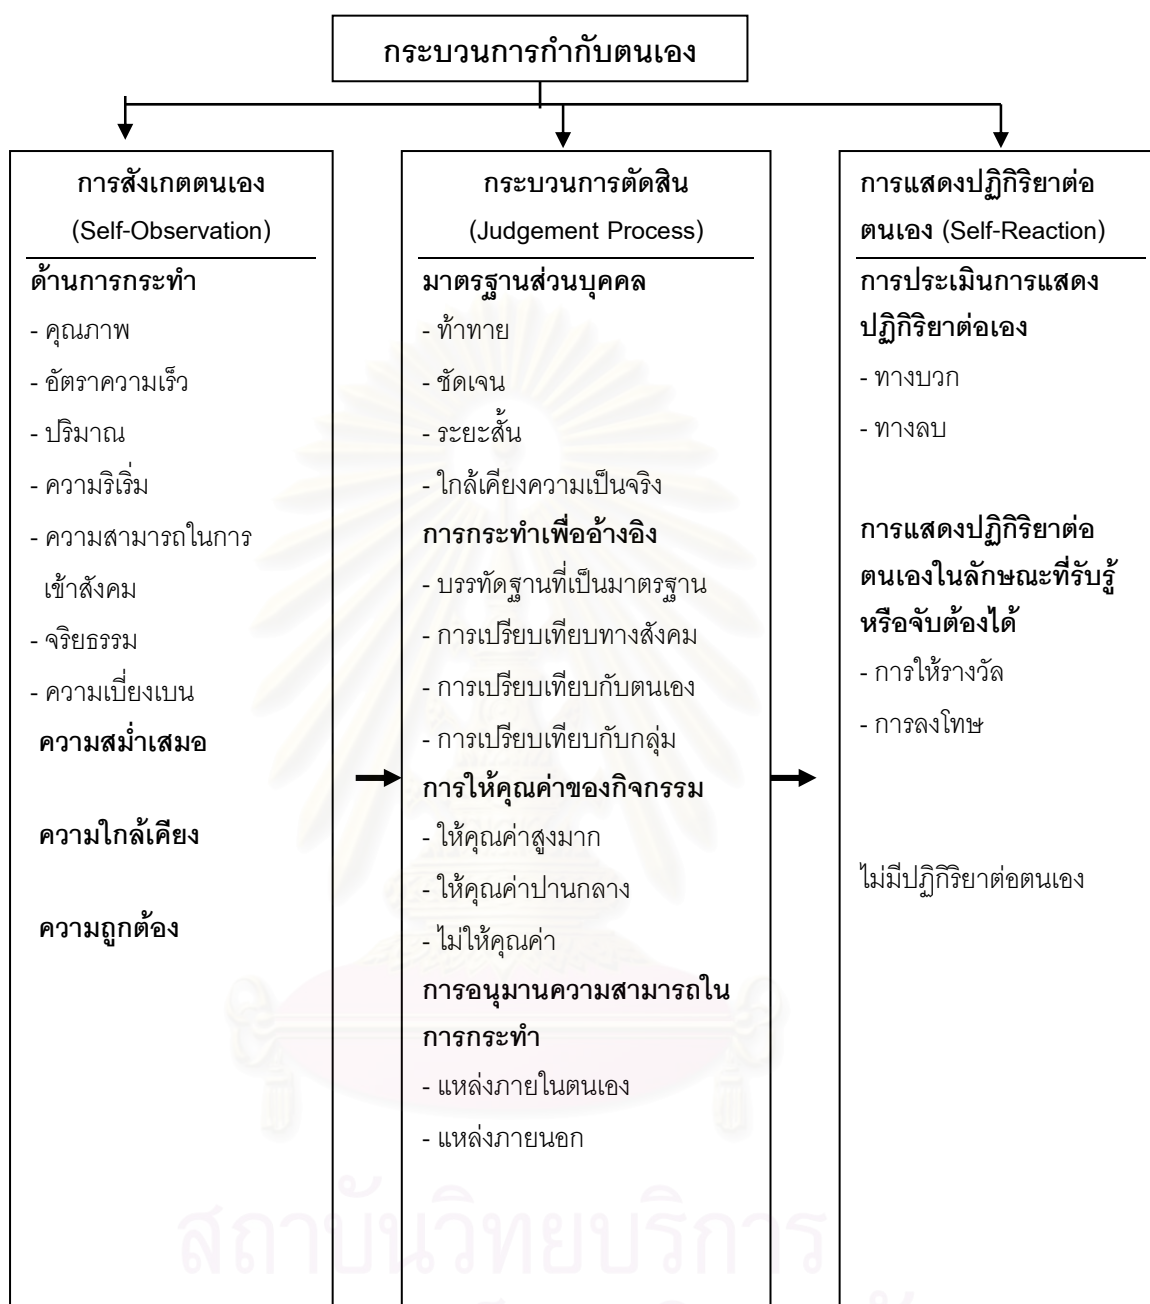 กระบวนการกำกับตนเอง
การสังเกตตนเอง
(Self-Observation)
ด้านการกระทำ
- คุณภาพ
- อัตราความเร็ว
- ปริมาณ
- ความริเริ่ม
- ความสามารถในการ
เข้าสังคม
- จริยธรรม
- ความเบี่ยงเบน
ความสม่ำเสมอ
ความใกล้เคียง
ความถูกต้อง
กระบวนการตัดสิน
(Judgement Process)
มาตรฐานส่วนบุคคล
- ท้าทาย
- ชัดเจน
- ระยะสั้น
- ใกล้เคียงความเป็นจริง
การกระทำเพื่ออ้างอิง
- บรรทัดฐานที่เป็นมาตรฐาน
- การเปรียบเทียบทางสังคม
- การเปรียบเทียบกับตนเอง
- การเปรียบเทียบกับกลุ่ม
การให้คุณค่าของกิจกรรม
- ให้คุณค่าสูงมาก
- ให้คุณค่าปานกลาง
- ไม่ให้คุณค่า
การอนุมานความสามารถใน
การกระทำ
- แหล่งภายในตนเอง
- แหล่งภายนอก
การแสดงปฏิกิริยาต่อ
ตนเอง (Self-Reaction)
การประเมินการแสดง
ปฏิกิริยาต่อเอง
- ทางบวก
- ทางลบ
การแสดงปฏิกิริยาต่อ
ตนเองในลักษณะที่รับรู้
หรือจับต้องได้
- การให้รางวัล
- การลงโทษ
ไม่มีปฏิกิริยาต่อตนเอง
สถาบันวิทยบริการ